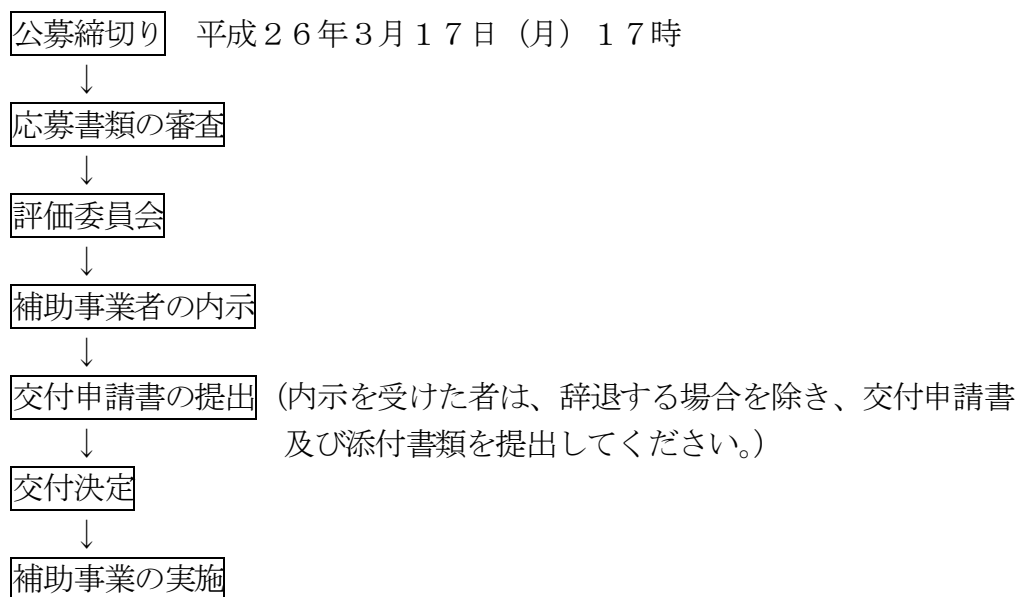 公募締切り　平成２６年３月１７日（月）１７時
↓
応募書類の審査
↓
評価委員会
↓
補助事業者の内示
↓
交付申請書の提出（内示を受けた者は、辞退する場合を除き、交付申請書
↓　及び添付書類を提出してください。）
交付決定
↓
補助事業の実施